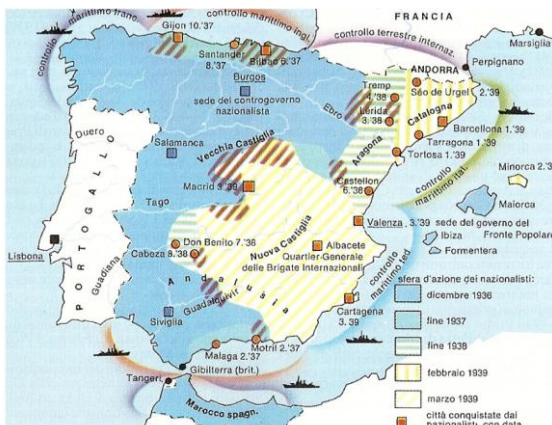 controllo
marittimo franc.
controllo marittimo ingl.
FRANCIA
controllo terrestre internaz.
Marsiglia
Perpignano
Gijon 10.'37
Santander
8.'37
Bilbao 6.'37
ANDORRA
Burgos
sede del controgoverno
nazionalista
Tremp
4.'38
Séo de Urgel 2.'39
Lerida
3.'38
Catalogna
Barcellona 1.'39
Tarragona 1.'39
Tortosa 1.'39
Ebro
Aragona
Duero
Salamanca
Vecchia Castiglia
Madrid 3.'39
Castellon
6.'38
controllo
marittimo ital.
Minorca 2.'39
Maiorca
Tago
PORTOGALLO
Lisbona
Guadiana
Don Benito 7.'38
Cabeza 8.'38
Nuova Castiglia
Valenza 3.'39
sede del governo del
Fronte Popolare
Ibiza
Formentera
Albacete
Quartier-Generale
delle Brigate Internazionali
controllo
marittimo ted.
Andalusia
Guadalquivir
Siviglia
Cartagena
3.39
Malaga 2.'37
Motril 2.'37
Gibilterra (brit.)
Tangeri
Marocco spagn.
sfera d'azione dei nazionalisti:
dicembre 1936
fine 1937
fine 1938
febbraio 1939
marzo 1939
città conquistate dai
nazionalisti, con data